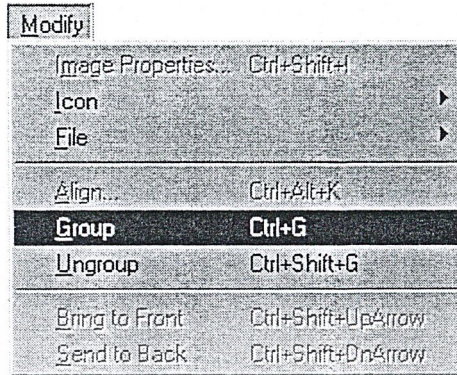 Modify
Image Properties... Ctrl+Shift+I
Icon
File
Align... Ctrl+Alt+K
Group Ctrl+G
Ungroup Ctrl+Shift+G
Bring to Front Ctrl+Shift+UpArrow
Send to Back Ctrl+Shift+DnArrow